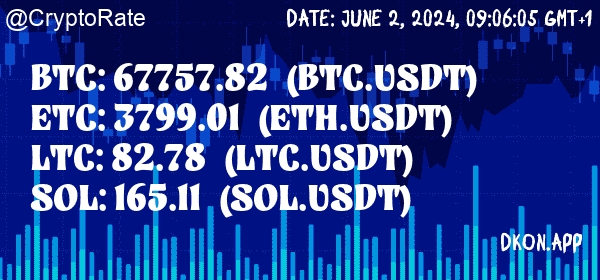 @CryptoRate
DATE: JUNE 2, 2024, 09:06:05 GMT+1
BTC: 67757.82 (BTC.USDT)
ETC: 3799.01 (ETH.USDT)
LTC: 82.78 (LTC.USDT)
SOL: 165.11 (SOL.USDT)
DKON.APP